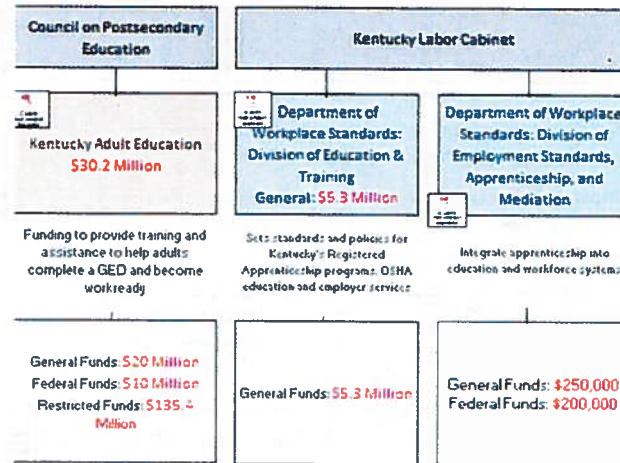 Council on Postsecondary
Education
Kentucky Labor Cabinet
Kentucky Adult Education
$30.2 Million
Department of
Workplace Standards:
Division of Education &
Training
General: $5.3 Million
Department of Workplace
Standards: Division of
Employment Standards,
Apprenticeship, and
Mediation
Funding to provide training and
assistance to help adults
complete a GED and become
workready
Sets standards and policies for
Kentucky's Registered
Apprenticeship programs, OSHA
education and employer services
Integrate apprenticeship into
education and workforce systems
General Funds: $20 Million
Federal Funds: $10 Million
Restricted Funds: $135.4
Million
General Funds: $5.3 Million
General Funds: $250,000
Federal Funds: $200,000